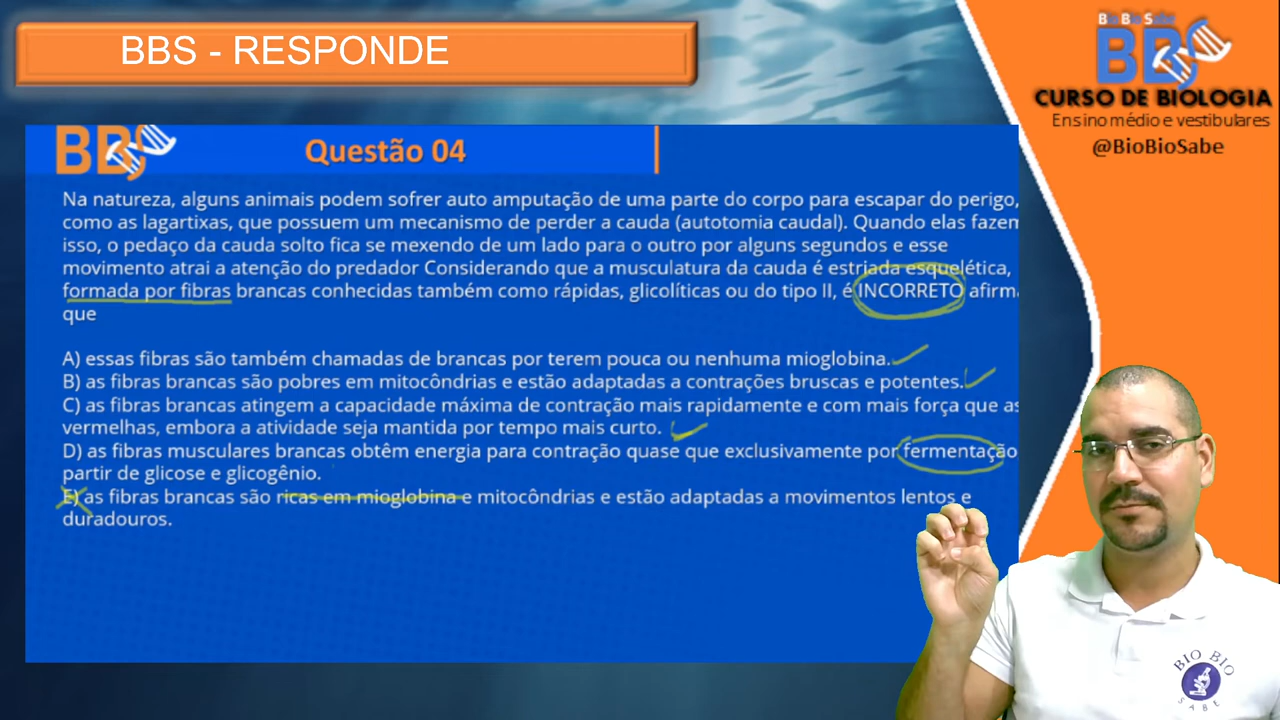 BBS - RESPONDE
Bio Bio Sabe
BBS
CURSO DE BIOLOGIA
Ensino médio e vestibulares
@BioBioSabe
BBS
Questão 04
Na natureza, alguns animais podem sofrer auto amputação de uma parte do corpo para escapar do perigo,
como as lagartixas, que possuem um mecanismo de perder a cauda (autotomia caudal). Quando elas fazem
isso, o pedaço da cauda solto fica se mexendo de um lado para o outro por alguns segundos e esse
movimento atrai a atenção do predador Considerando que a musculatura da cauda é estriada esquelética,
formada por fibras brancas conhecidas também como rápidas, glicolíticas ou do tipo II, é INCORRETO afirma
que
A) essas fibras são também chamadas de brancas por terem pouca ou nenhuma mioglobina.
B) as fibras brancas são pobres em mitocôndrias e estão adaptadas a contrações bruscas e potentes.
C) as fibras brancas atingem a capacidade máxima de contração mais rapidamente e com mais força que as
vermelhas, embora a atividade seja mantida por tempo mais curto.
D) as fibras musculares brancas obtêm energia para contração quase que exclusivamente por fermentação
partir de glicose e glicogênio.
E) as fibras brancas são ricas em mioglobina e mitocôndrias e estão adaptadas a movimentos lentos e
duradouros.
BIO BIO
SABE